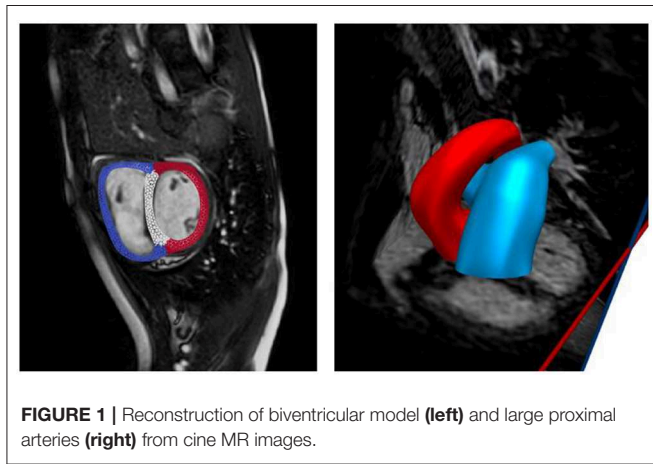 FIGURE 1 | Reconstruction of biventricular model (left) and large proximal
arteries (right) from cine MR images.